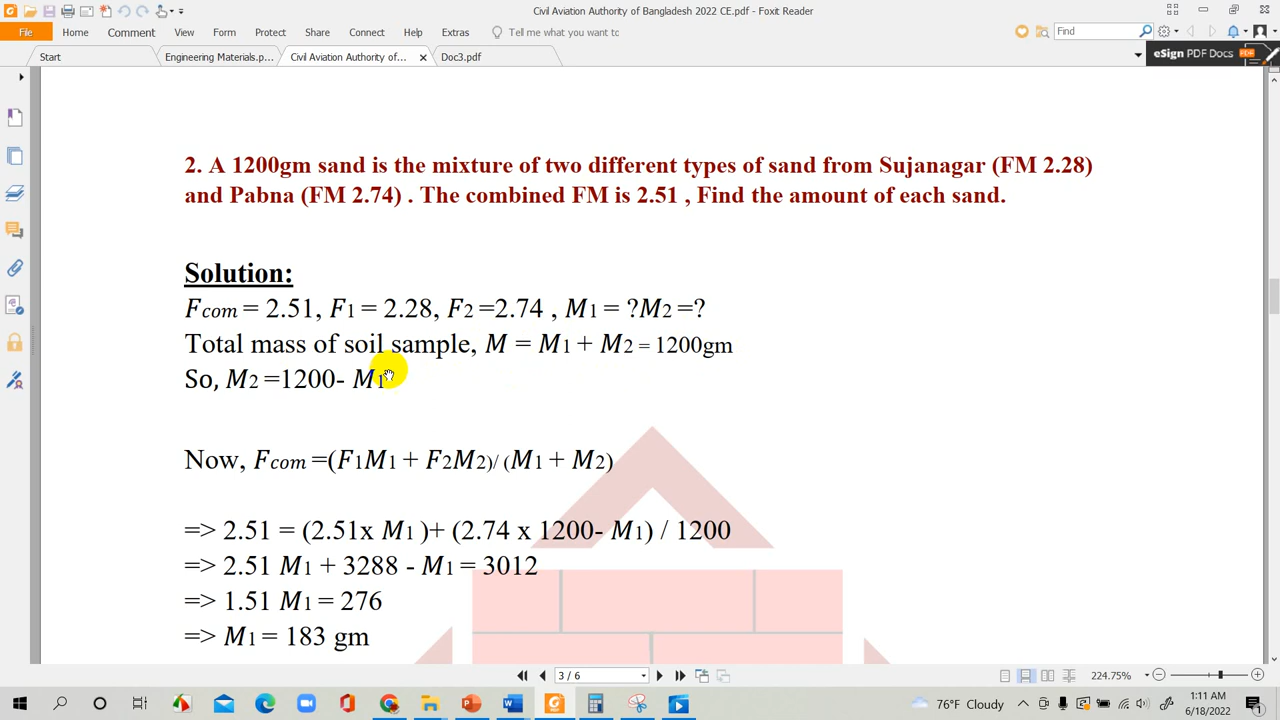 Civil Aviation Authority of Bangladesh 2022 CE.pdf - Foxit Reader
File Home Comment View Form Protect Share Connect Help Extras Tell me what you want to Find
Start Engineering Materials.p... Civil Aviation Authority of... Doc3.pdf eSign PDF Docs
2. A 1200gm sand is the mixture of two different types of sand from Sujanagar (FM 2.28)
and Pabna (FM 2.74) . The combined FM is 2.51 , Find the amount of each sand.
Solution:
Fcom = 2.51, F1 = 2.28, F2 =2.74 , M1 = ?M2 =?
Total mass of soil sample, M = M1 + M2 = 1200gm
So, M2 =1200- M1
Now, Fcom =(F1M1 + F2M2)/ (M1 + M2)
=> 2.51 = (2.51x M1 )+ (2.74 x 1200- M1) / 1200
=> 2.51 M1 + 3288 - M1 = 3012
=> 1.51 M1 = 276
=> M1 = 183 gm
3 / 6 224.75%
76°F Cloudy 1:11 AM
6/18/2022